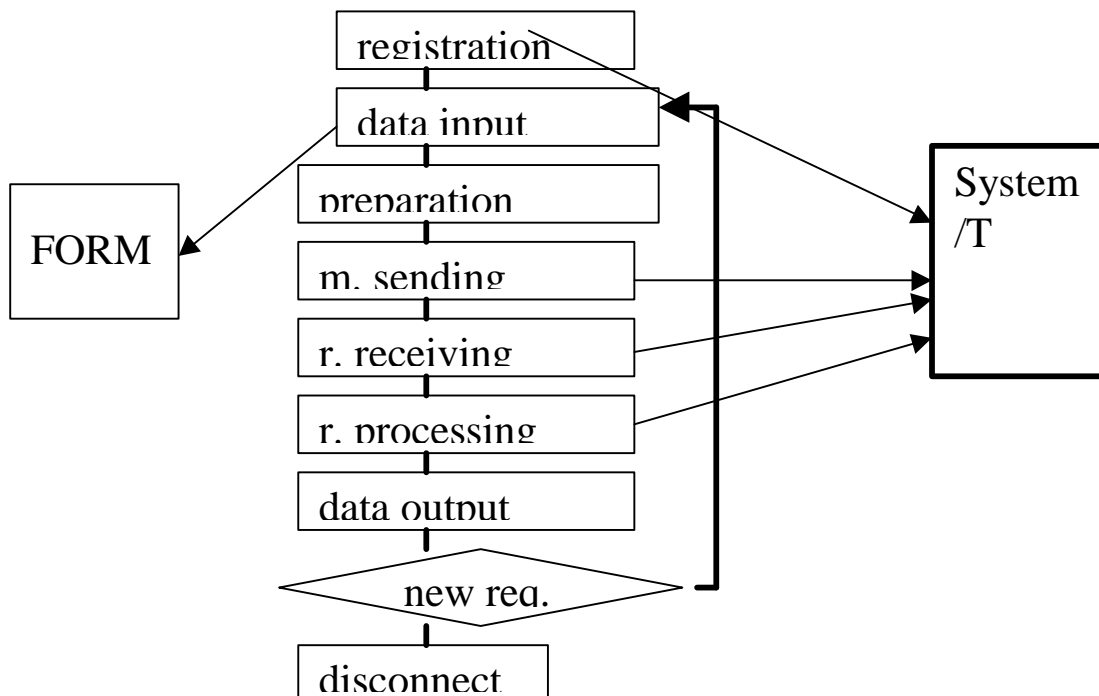 registration
data input
preparation
m. sending
r. receiving
r. processing
data output
new req.
disconnect
FORM
System
/T